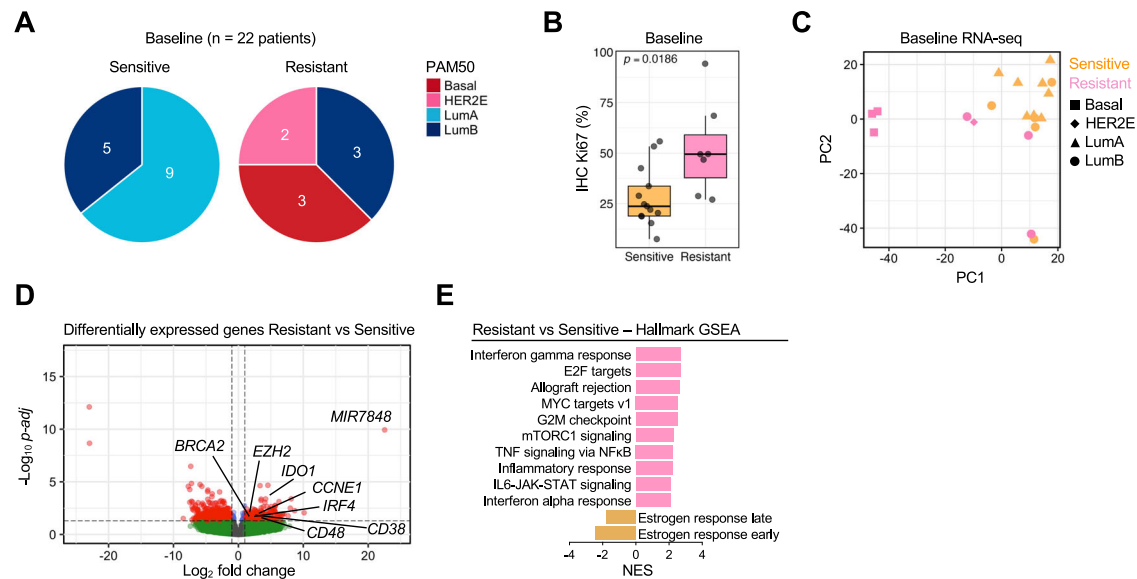 A
Baseline (n = 22 patients)
Sensitive
Resistant
PAM50
Basal
HER2E
LumA
LumB
5
9
2
3
3
B
Baseline
p = 0.0186
IHC Ki67 (%)
100
75
50
25
Sensitive
Resistant
C
Baseline RNA-seq
Sensitive
Resistant
Basal
HER2E
LumA
LumB
PC2
20
0
-20
-40
-40
-20
0
20
PC1
D
Differentially expressed genes Resistant vs Sensitive
-Log10 p-adj
15
10
5
0
MIR7848
BRCA2
EZH2
IDO1
CCNE1
IRF4
CD38
CD48
-20
-10
0
10
20
Log2 fold change
E
Resistant vs Sensitive – Hallmark GSEA
Interferon gamma response
E2F targets
Allograft rejection
MYC targets v1
G2M checkpoint
mTORC1 signaling
TNF signaling via NFκB
Inflammatory response
IL6-JAK-STAT signaling
Interferon alpha response
Estrogen response late
Estrogen response early
-4
-2
0
2
4
NES